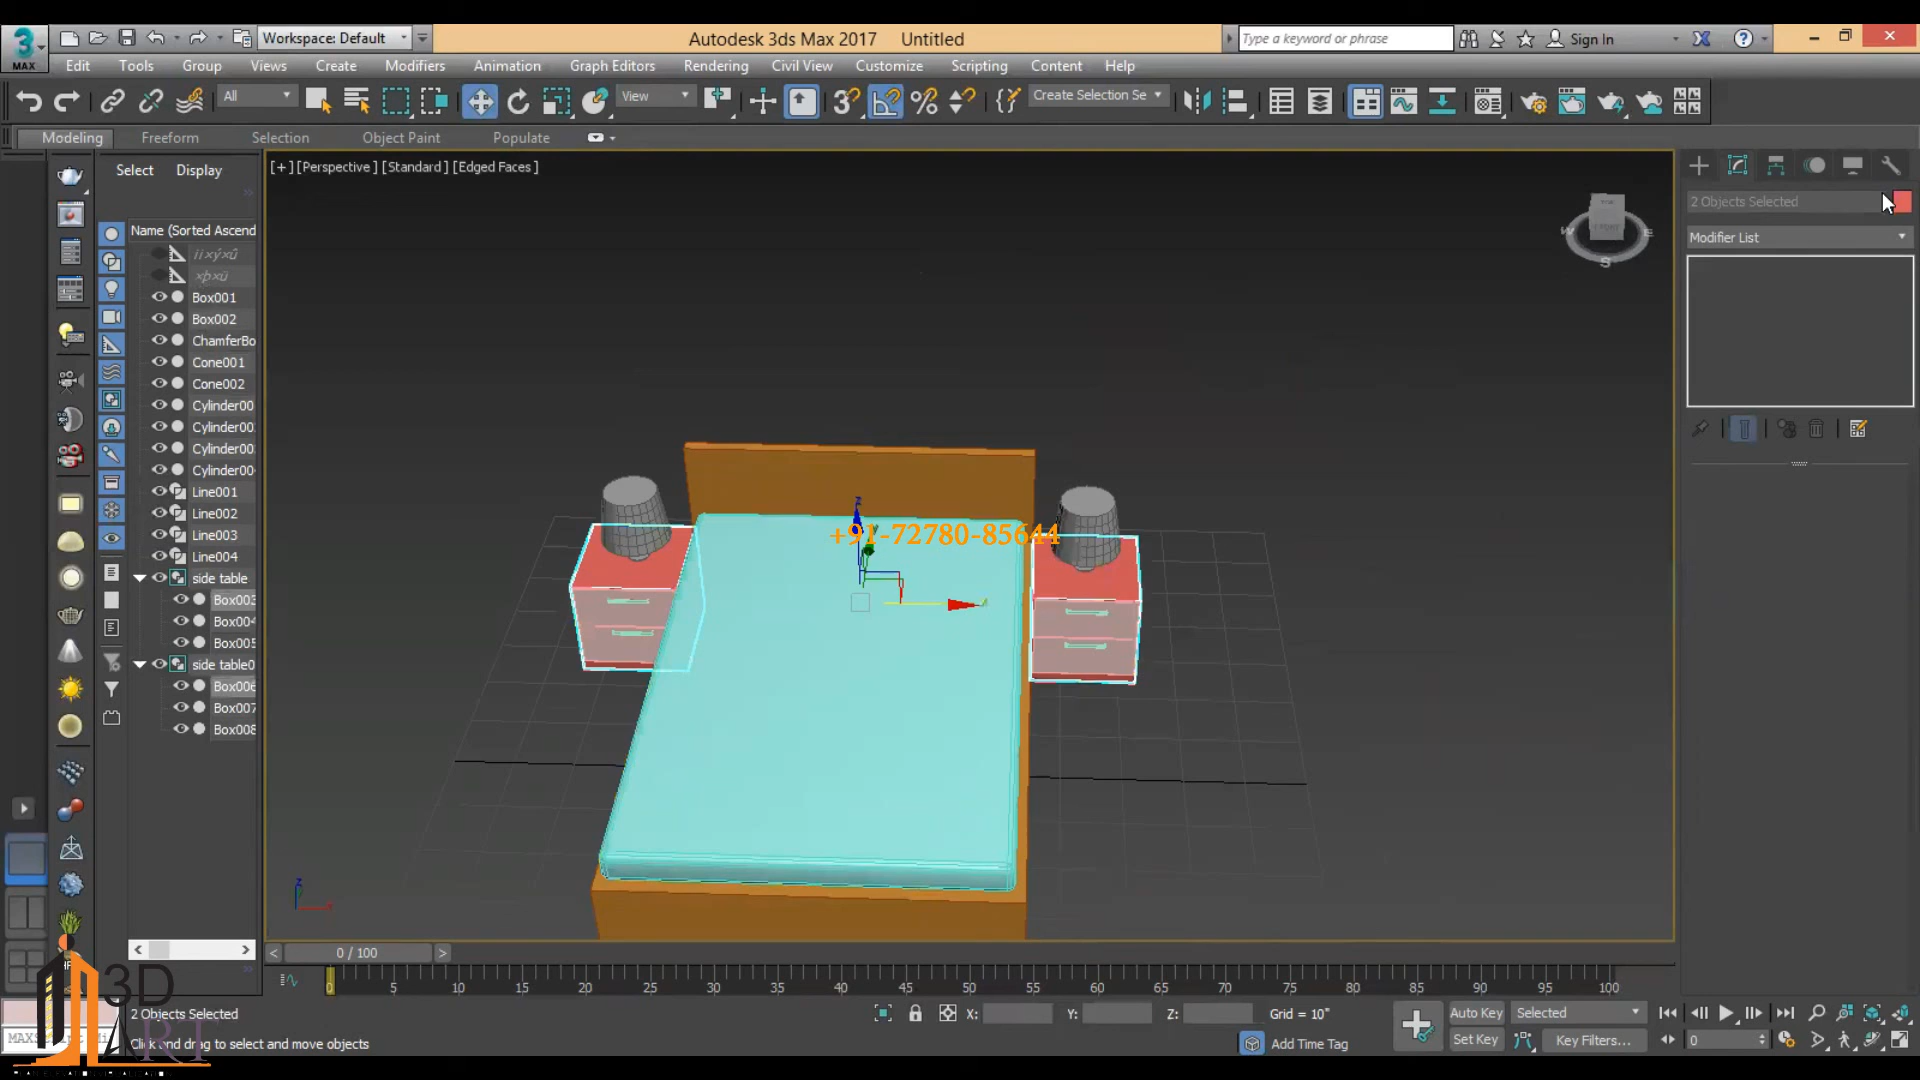 MAX
Workspace: Default
Autodesk 3ds Max 2017 Untitled
Type a keyword or phrase
Sign In
Edit Tools Group Views Create Modifiers Animation Graph Editors Rendering Civil View Customize Scripting Content Help
All
View
3
Create Selection Se
Modeling Freeform Selection Object Paint Populate
Select Display
[+] [Perspective] [Standard] [Edged Faces]
Name (Sorted Ascend
Box001
Box002
ChamferBo
Cone001
Cone002
Cylinder00
Cylinder00
Cylinder00
Cylinder00
Line001
Line002
Line003
Line004
side table
Box003
Box004
Box005
side table0
Box006
Box007
Box008
W E S
+91-72780-85644
z
z
2 Objects Selected
Modifier List
0 / 100
0 5 10 15 20 25 30 35 40 45 50 55 60 65 70 75 80 85 90 95 100
2 Objects Selected
X: Y: Z: Grid = 10"
Click and drag to select and move objects
Add Time Tag
Auto Key Selected
Set Key Key Filters...
0
3D
ART